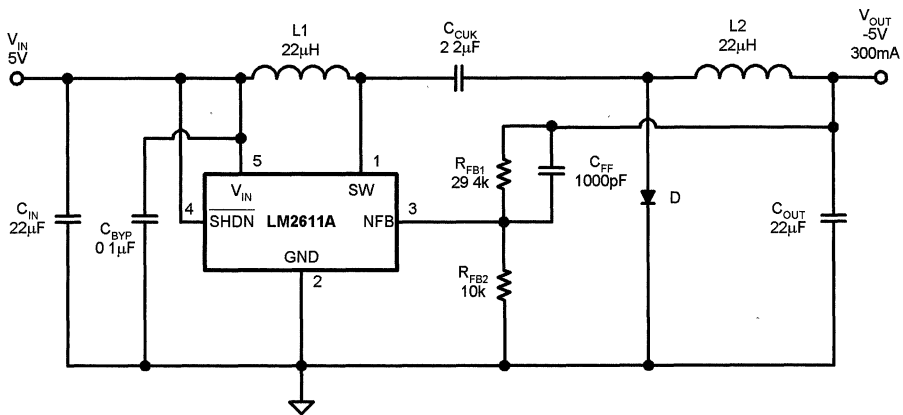 V_IN
5V
L1
22µH
C_CUK
2 2µF
L2
22µH
V_OUT
-5V
300mA
5
1
V_IN
SW
R_FB1
29 4k
C_FF
1000pF
D
C_IN
22µF
C_BYP
0 1µF
4
SHDN
LM2611A
NFB
3
C_OUT
22µF
GND
2
R_FB2
10k